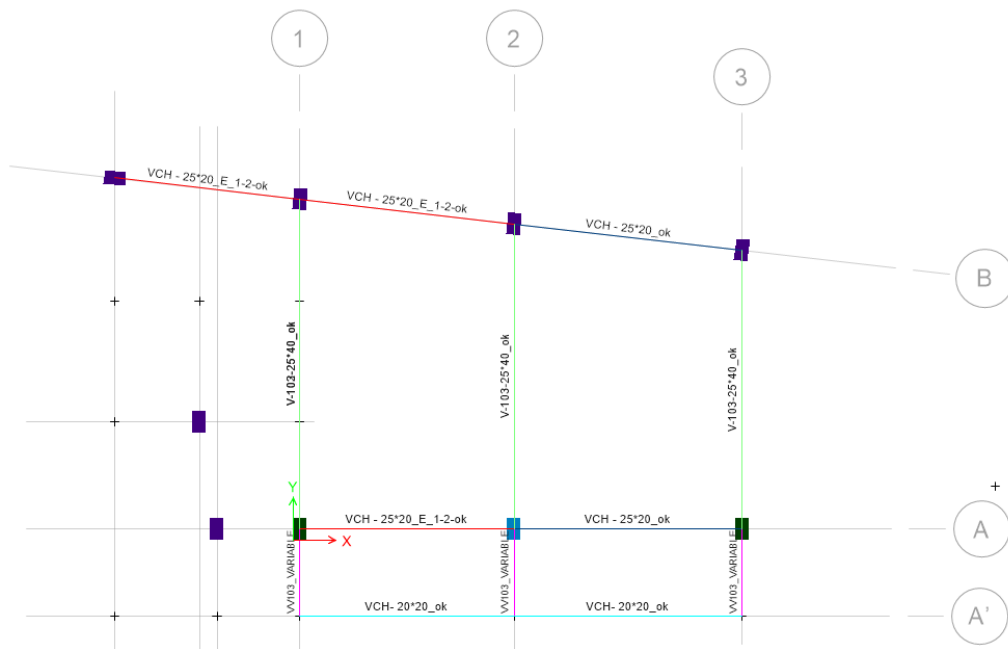 1
2
3
VCH - 25*20_E_1-2-ok
VCH - 25*20_E_1-2-ok
VCH - 25*20_ok
B
V-103-25*40_ok
V-103-25*40_ok
V-103-25*40_ok
Y
X
VCH - 25*20_E_1-2-ok
VCH - 25*20_ok
A
VV103_VARIABLE
VV103_VARIABLE
VV103_VARIABLE
VCH- 20*20_ok
VCH- 20*20_ok
A'